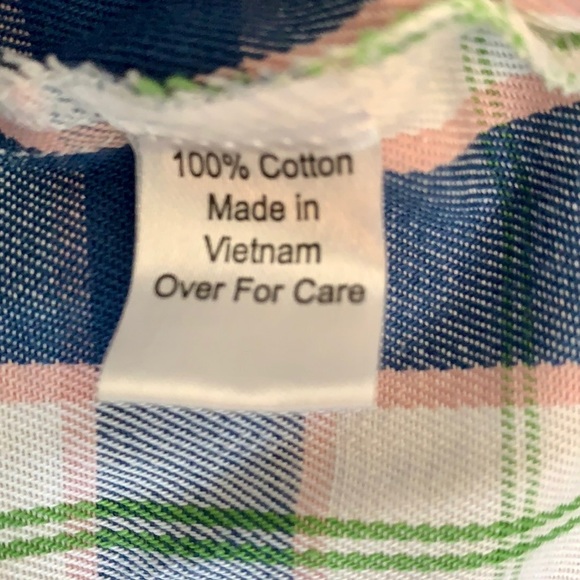 100% Cotton
Made in
Vietnam
Over For Care